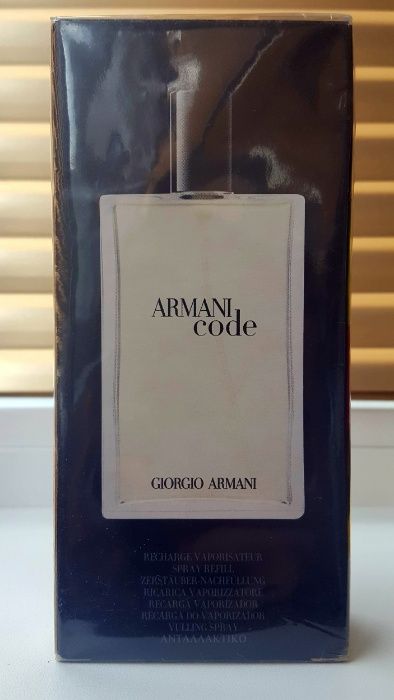 ARMANI
code
GIORGIO ARMANI
RECHARGE VAPORISATEUR
SPRAY REFILL
ZERSTÄUBER-NACHFÜLLUNG
RICARICA VAPORIZZATORE
RECARGA VAPORIZADOR
RECARGA DO VAPORIZADOR
VULLING SPRAY
ΑΝΤΑΛΛΑΚΤΙΚΟ